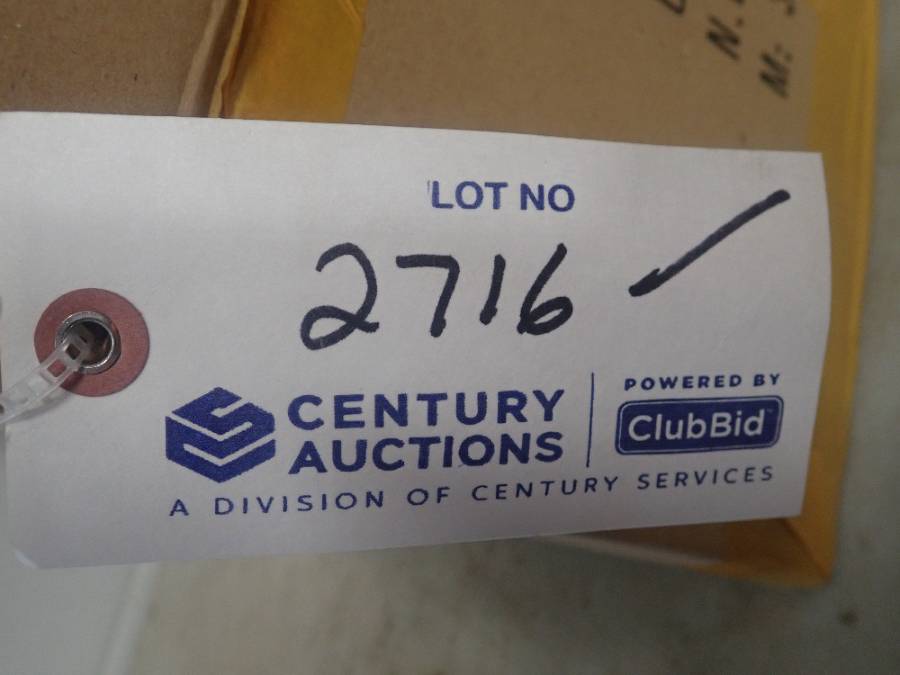 LOT NO
2716
CENTURY
AUCTIONS
POWERED BY
ClubBid
A DIVISION OF CENTURY SERVICES
N.
M: